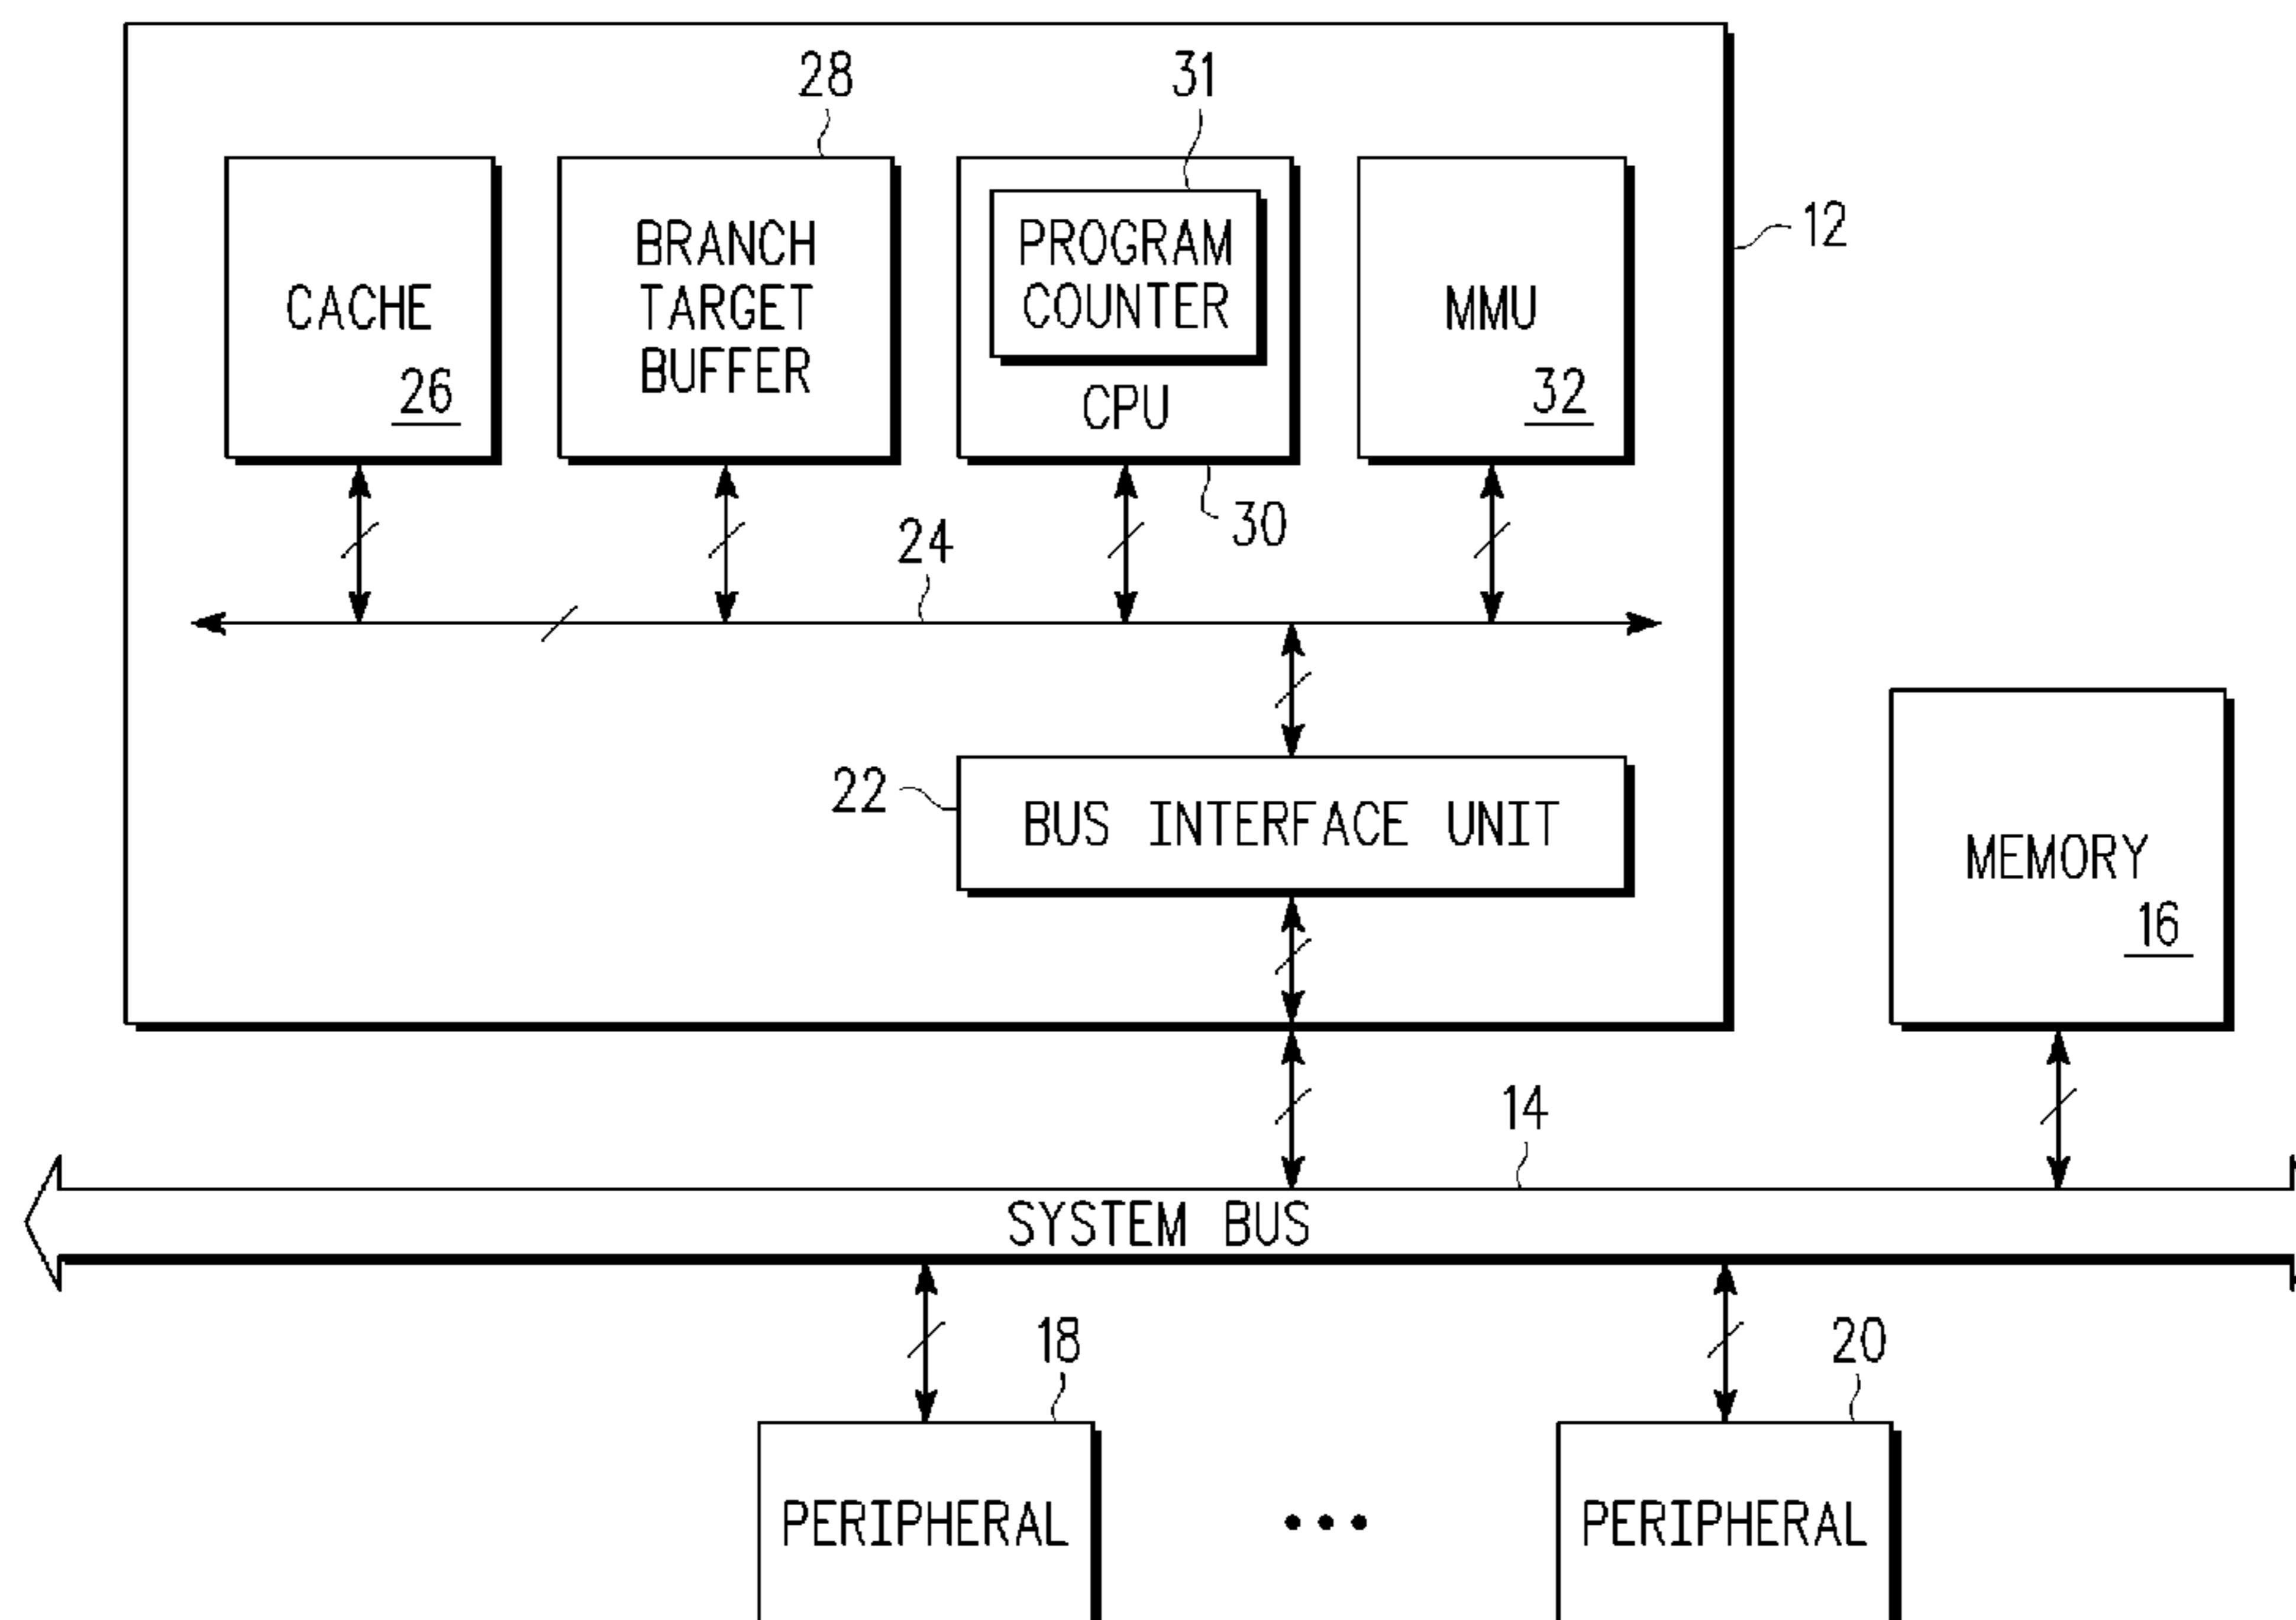 28
31
12
CACHE
26
BRANCH
TARGET
BUFFER
PROGRAM
COUNTER
CPU
MMU
32
30
24
22
BUS INTERFACE UNIT
MEMORY
16
14
SYSTEM BUS
18
20
PERIPHERAL
•••
PERIPHERAL